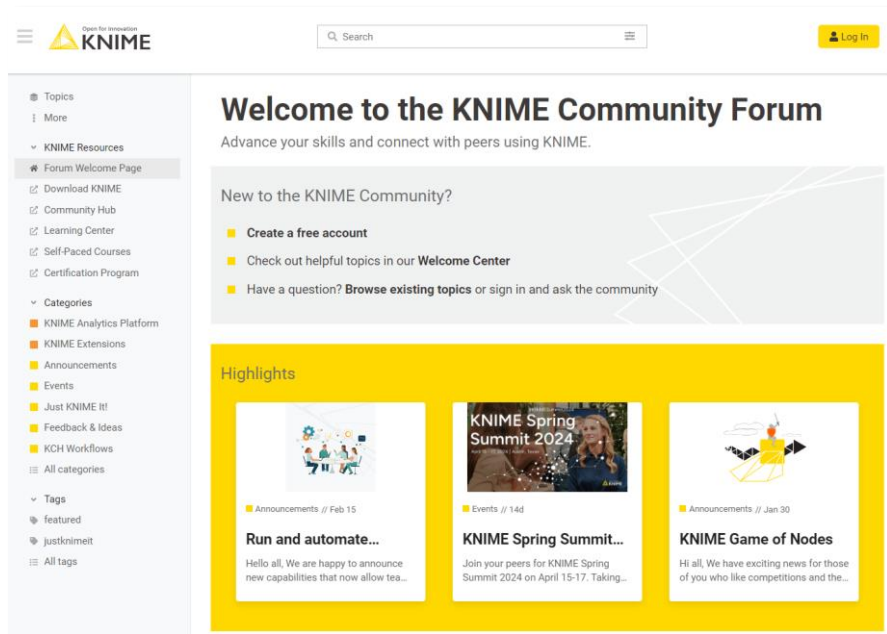 Open for Innovation
KNIME
Search
Log In
Topics
More
KNIME Resources
Forum Welcome Page
Download KNIME
Community Hub
Learning Center
Self-Paced Courses
Certification Program
Categories
KNIME Analytics Platform
KNIME Extensions
Announcements
Events
Just KNIME It!
Feedback & Ideas
KCH Workflows
All categories
Tags
featured
justknimeit
All tags
Welcome to the KNIME Community Forum
Advance your skills and connect with peers using KNIME.
New to the KNIME Community?
Create a free account
Check out helpful topics in our Welcome Center
Have a question? Browse existing topics or sign in and ask the community
Highlights
Announcements // Feb 15
Run and automate...
Hello all, We are happy to announce
new capabilities that now allow tea...
KNIME Spring
Summit 2024
KNIME
Events // 14d
KNIME Spring Summit...
Join your peers for KNIME Spring
Summit 2024 on April 15-17. Taking...
Announcements // Jan 30
KNIME Game of Nodes
Hi all, We have exciting news for those
of you who like competitions and the...